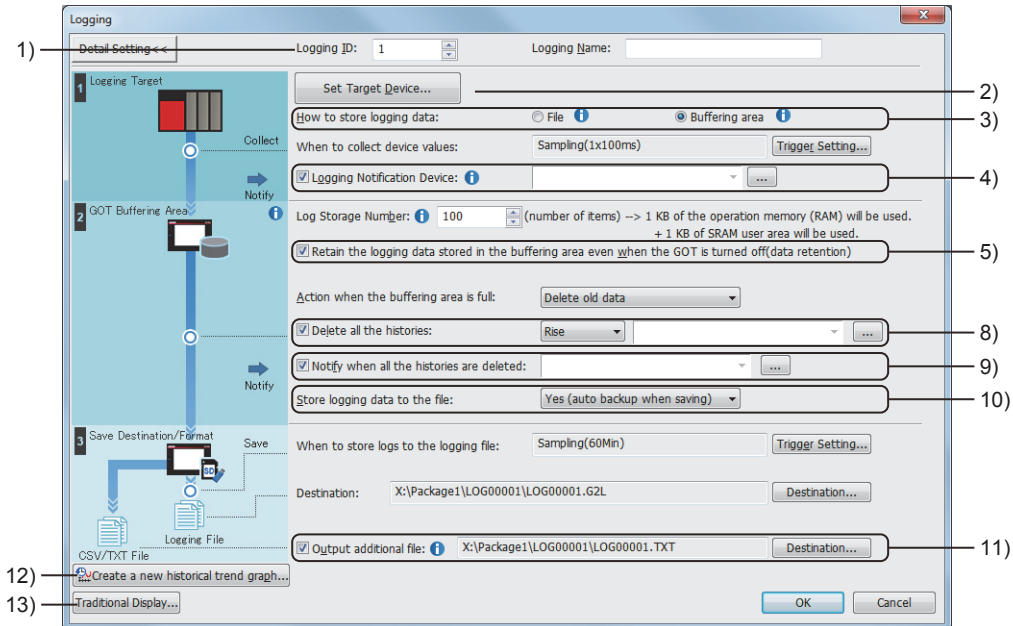 Logging
1)
Detail Setting<<
Logging ID: 1
Logging Name:
1 Logging Target
Set Target Device...
2)
How to store logging data:
File
Buffering area
3)
Collect
When to collect device values:
Sampling(1x100ms)
Trigger Setting...
Logging Notification Device:
...
4)
Notify
2 GOT Buffering Area
Log Storage Number: 100 (number of items) --> 1 KB of the operation memory (RAM) will be used.
+ 1 KB of SRAM user area will be used.
Retain the logging data stored in the buffering area even when the GOT is turned off(data retention)
5)
Action when the buffering area is full:
Delete old data
Delete all the histories:
Rise
...
8)
Notify when all the histories are deleted:
...
9)
Notify
Store logging data to the file:
Yes (auto backup when saving)
10)
3 Save Destination/Format
Save
When to store logs to the logging file:
Sampling(60Min)
Trigger Setting...
SD
Destination:
X:\Package1\LOG00001\LOG00001.G2L
Destination...
Logging File
CSV/TXT File
Output additional file:
X:\Package1\LOG00001\LOG00001.TXT
Destination...
11)
12)
Create a new historical trend graph...
13)
Traditional Display...
OK
Cancel